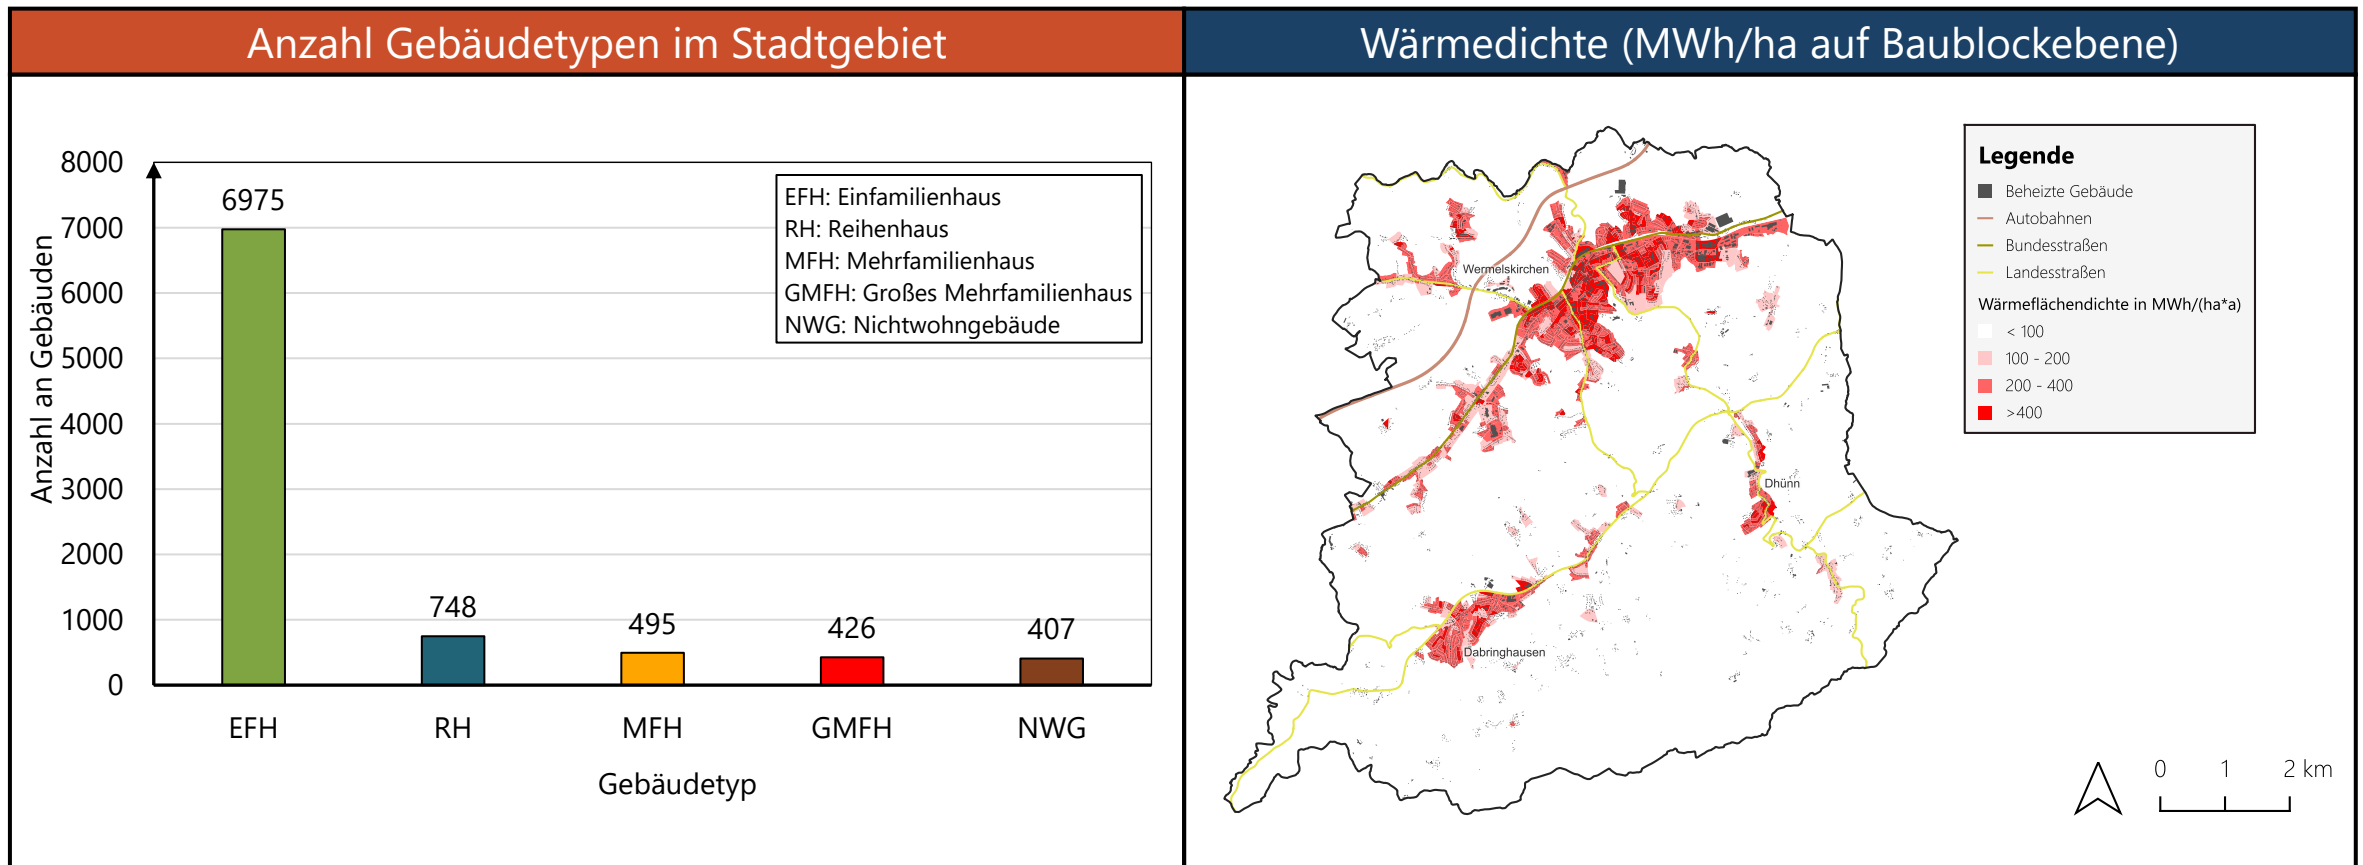 Anzahl Gebäudetypen im Stadtgebiet
Wärmedichte (MWh/ha auf Baublockebene)
Anzahl an Gebäuden
8000
7000
6000
5000
4000
3000
2000
1000
0
6975
748
495
426
407
EFH: Einfamilienhaus
RH: Reihenhaus
MFH: Mehrfamilienhaus
GMFH: Großes Mehrfamilienhaus
NWG: Nichtwohngebäude
EFH
RH
MFH
GMFH
NWG
Gebäudetyp
Wermelskirchen
Dhünn
Dabringhausen
Legende
Beheizte Gebäude
Autobahnen
Bundesstraßen
Landesstraßen
Wärmeflächendichte in MWh/(ha*a)
< 100
100 - 200
200 - 400
>400
0 1 2 km